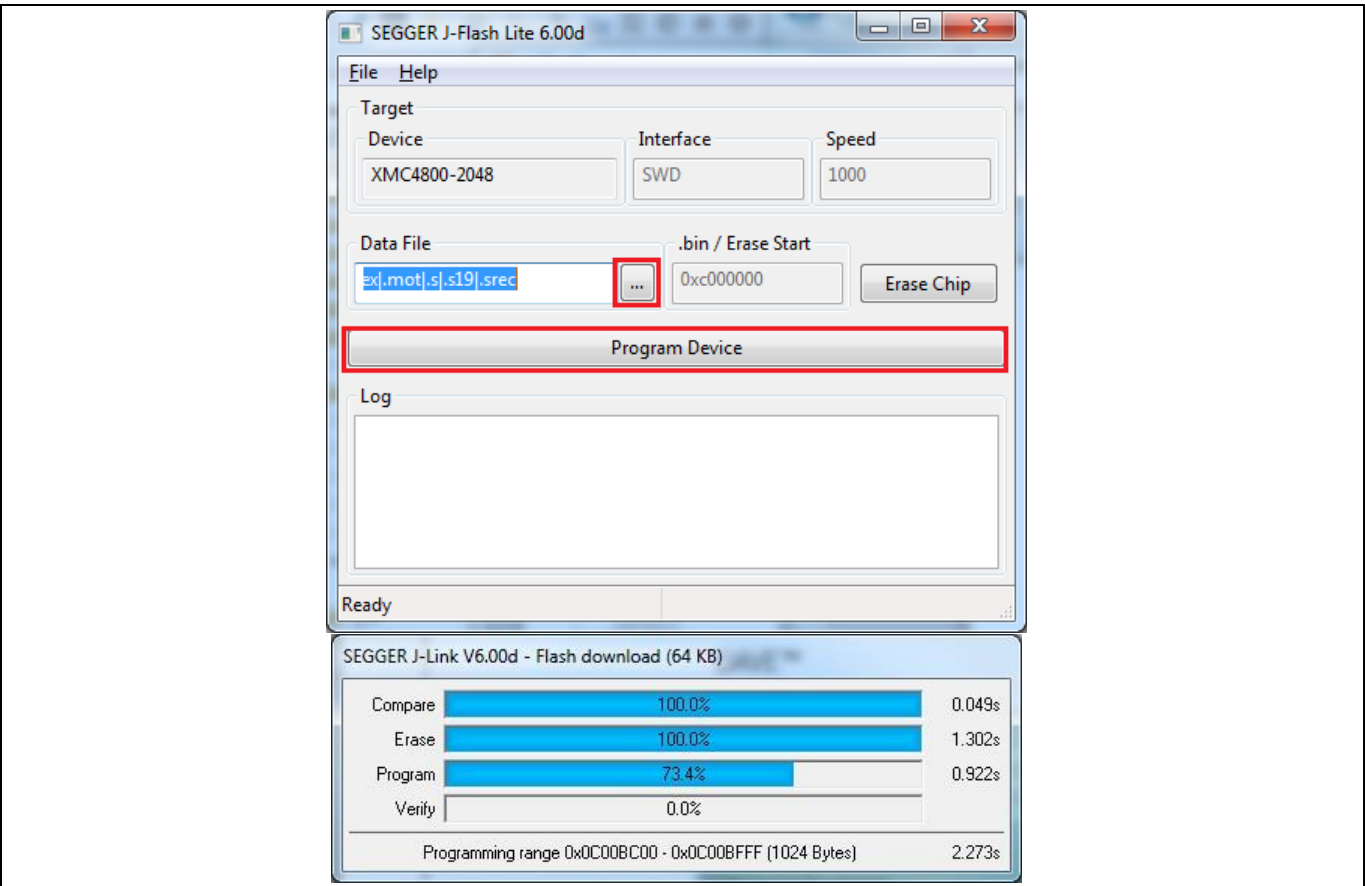 SEGGER J-Flash Lite 6.00d
File Help
Target
Device Interface Speed
XMC4800-2048 SWD 1000
Data File .bin / Erase Start
ex|.mot|.s|.s19|.srec ... 0xc000000 Erase Chip
Program Device
Log
Ready
SEGGER J-Link V6.00d - Flash download (64 KB)
Compare 100.0% 0.049s
Erase 100.0% 1.302s
Program 73.4% 0.922s
Verify 0.0%
Programming range 0x0C00BC00 - 0x0C00BFFF (1024 Bytes) 2.273s